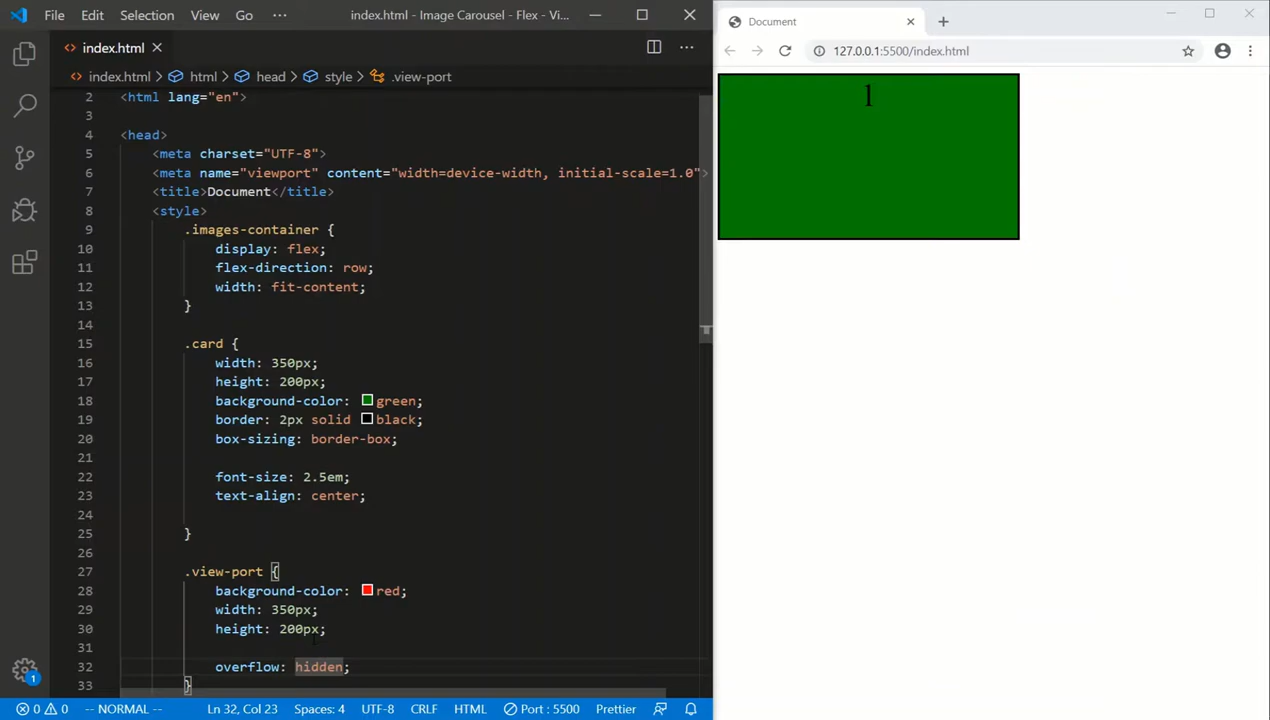 File Edit Selection View Go ··· index.html - Image Carousel - Flex - Vi...
index.html
index.html > html > head > style > .view-port
2 <html lang="en">
3
4 <head>
5 <meta charset="UTF-8">
6 <meta name="viewport" content="width=device-width, initial-scale=1.0">
7 <title>Document</title>
8 <style>
9 .images-container {
10 display: flex;
11 flex-direction: row;
12 width: fit-content;
13 }
14
15 .card {
16 width: 350px;
17 height: 200px;
18 background-color: green;
19 border: 2px solid black;
20 box-sizing: border-box;
21
22 font-size: 2.5em;
23 text-align: center;
24
25 }
26
27 .view-port {
28 background-color: red;
29 width: 350px;
30 height: 200px;
31
32 overflow: hidden;
33 }
1
0 0 -- NORMAL -- Ln 32, Col 23 Spaces: 4 UTF-8 CRLF HTML Port : 5500 Prettier
Document
127.0.0.1:5500/index.html
1